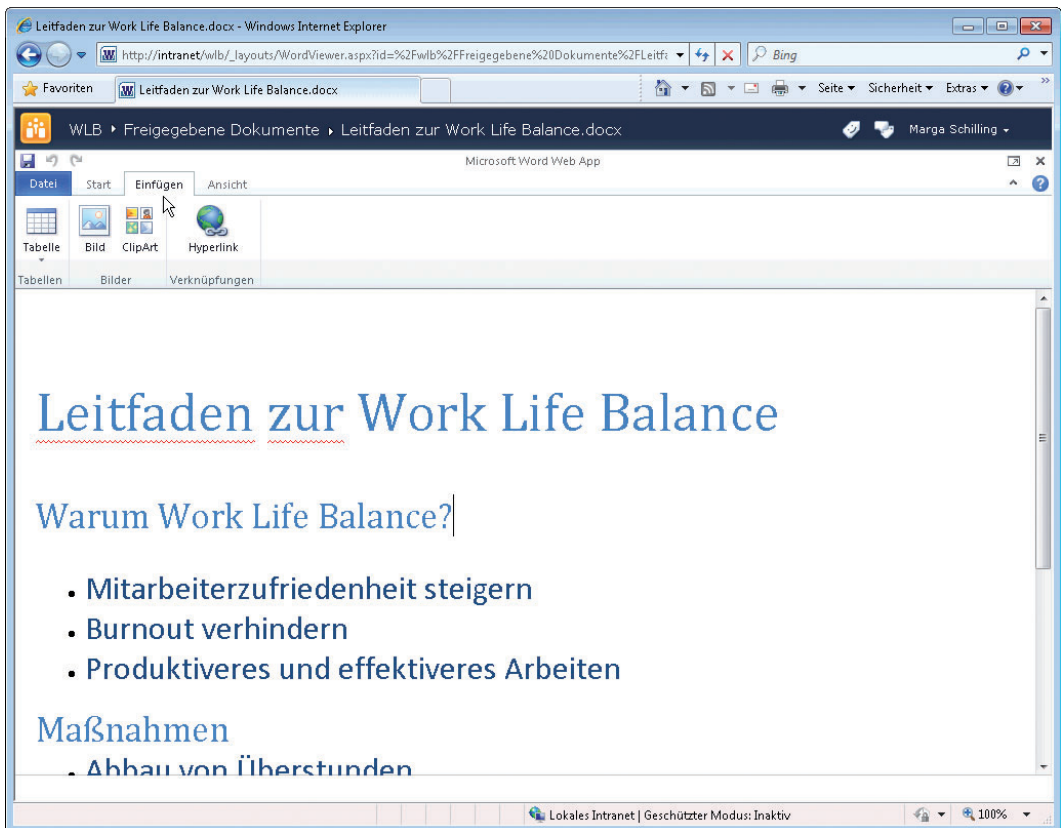 Leitfaden zur Work Life Balance.docx - Windows Internet Explorer
http://intranet/wlb/_layouts/WordViewer.aspx?id=%2Fwlb%2FFreigegebene%20Dokumente%2FLeitfa Bing
Favoriten Leitfaden zur Work Life Balance.docx Seite Sicherheit Extras
WLB Freigegebene Dokumente Leitfaden zur Work Life Balance.docx Marga Schilling
Microsoft Word Web App
Datei Start Einfügen Ansicht
Tabelle Bild ClipArt Hyperlink
Tabellen Bilder Verknüpfungen
Leitfaden zur Work Life Balance
Warum Work Life Balance?
• Mitarbeiterzufriedenheit steigern
• Burnout verhindern
• Produktiveres und effektiveres Arbeiten
Maßnahmen
• Abbau von Überstunden
Lokales Intranet | Geschützter Modus: Inaktiv 100%